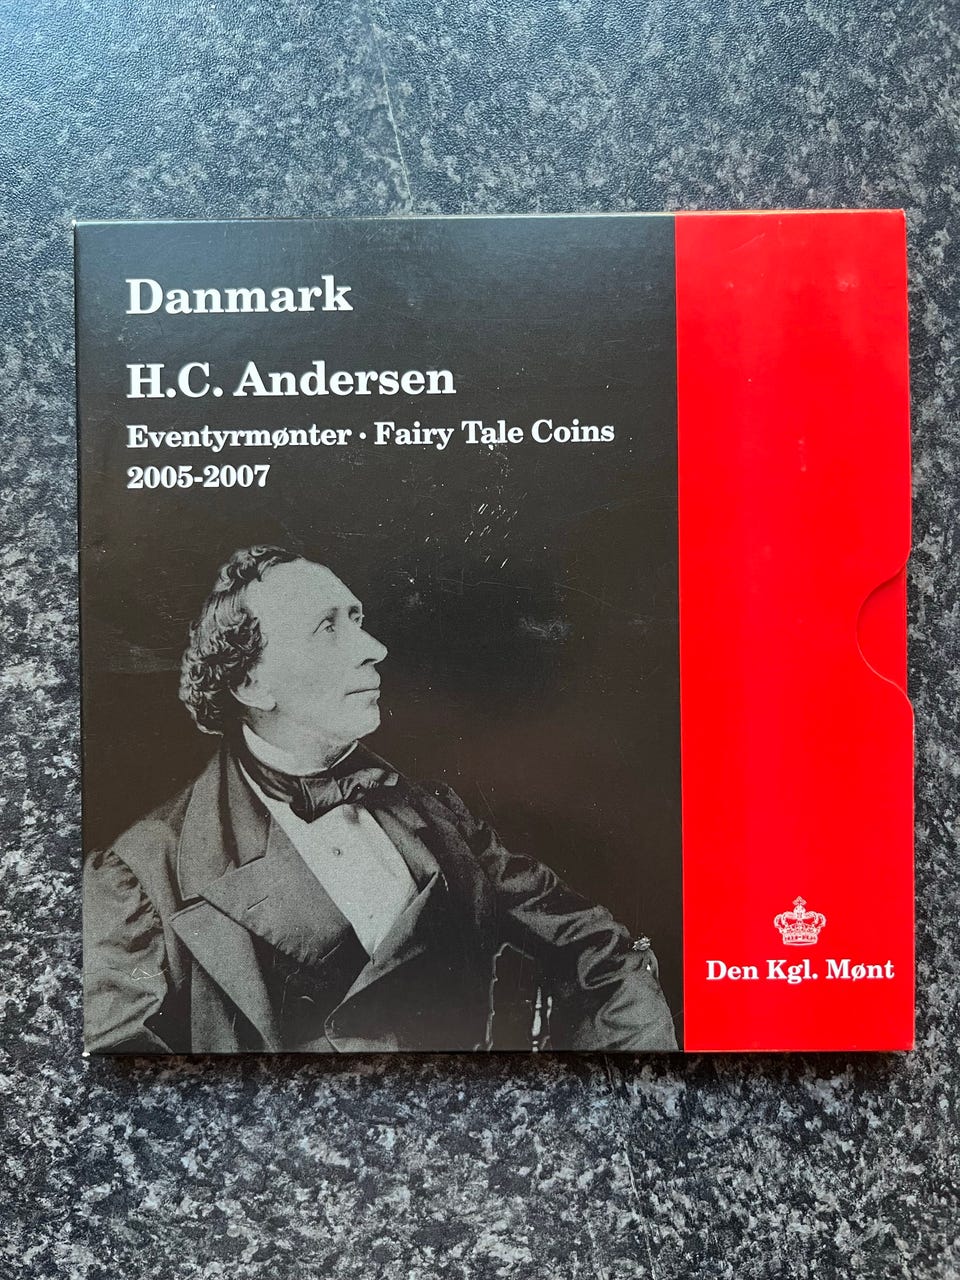 Danmark
H.C. Andersen
Eventyrmønter · Fairy Tale Coins
2005-2007
Den Kgl. Mønt